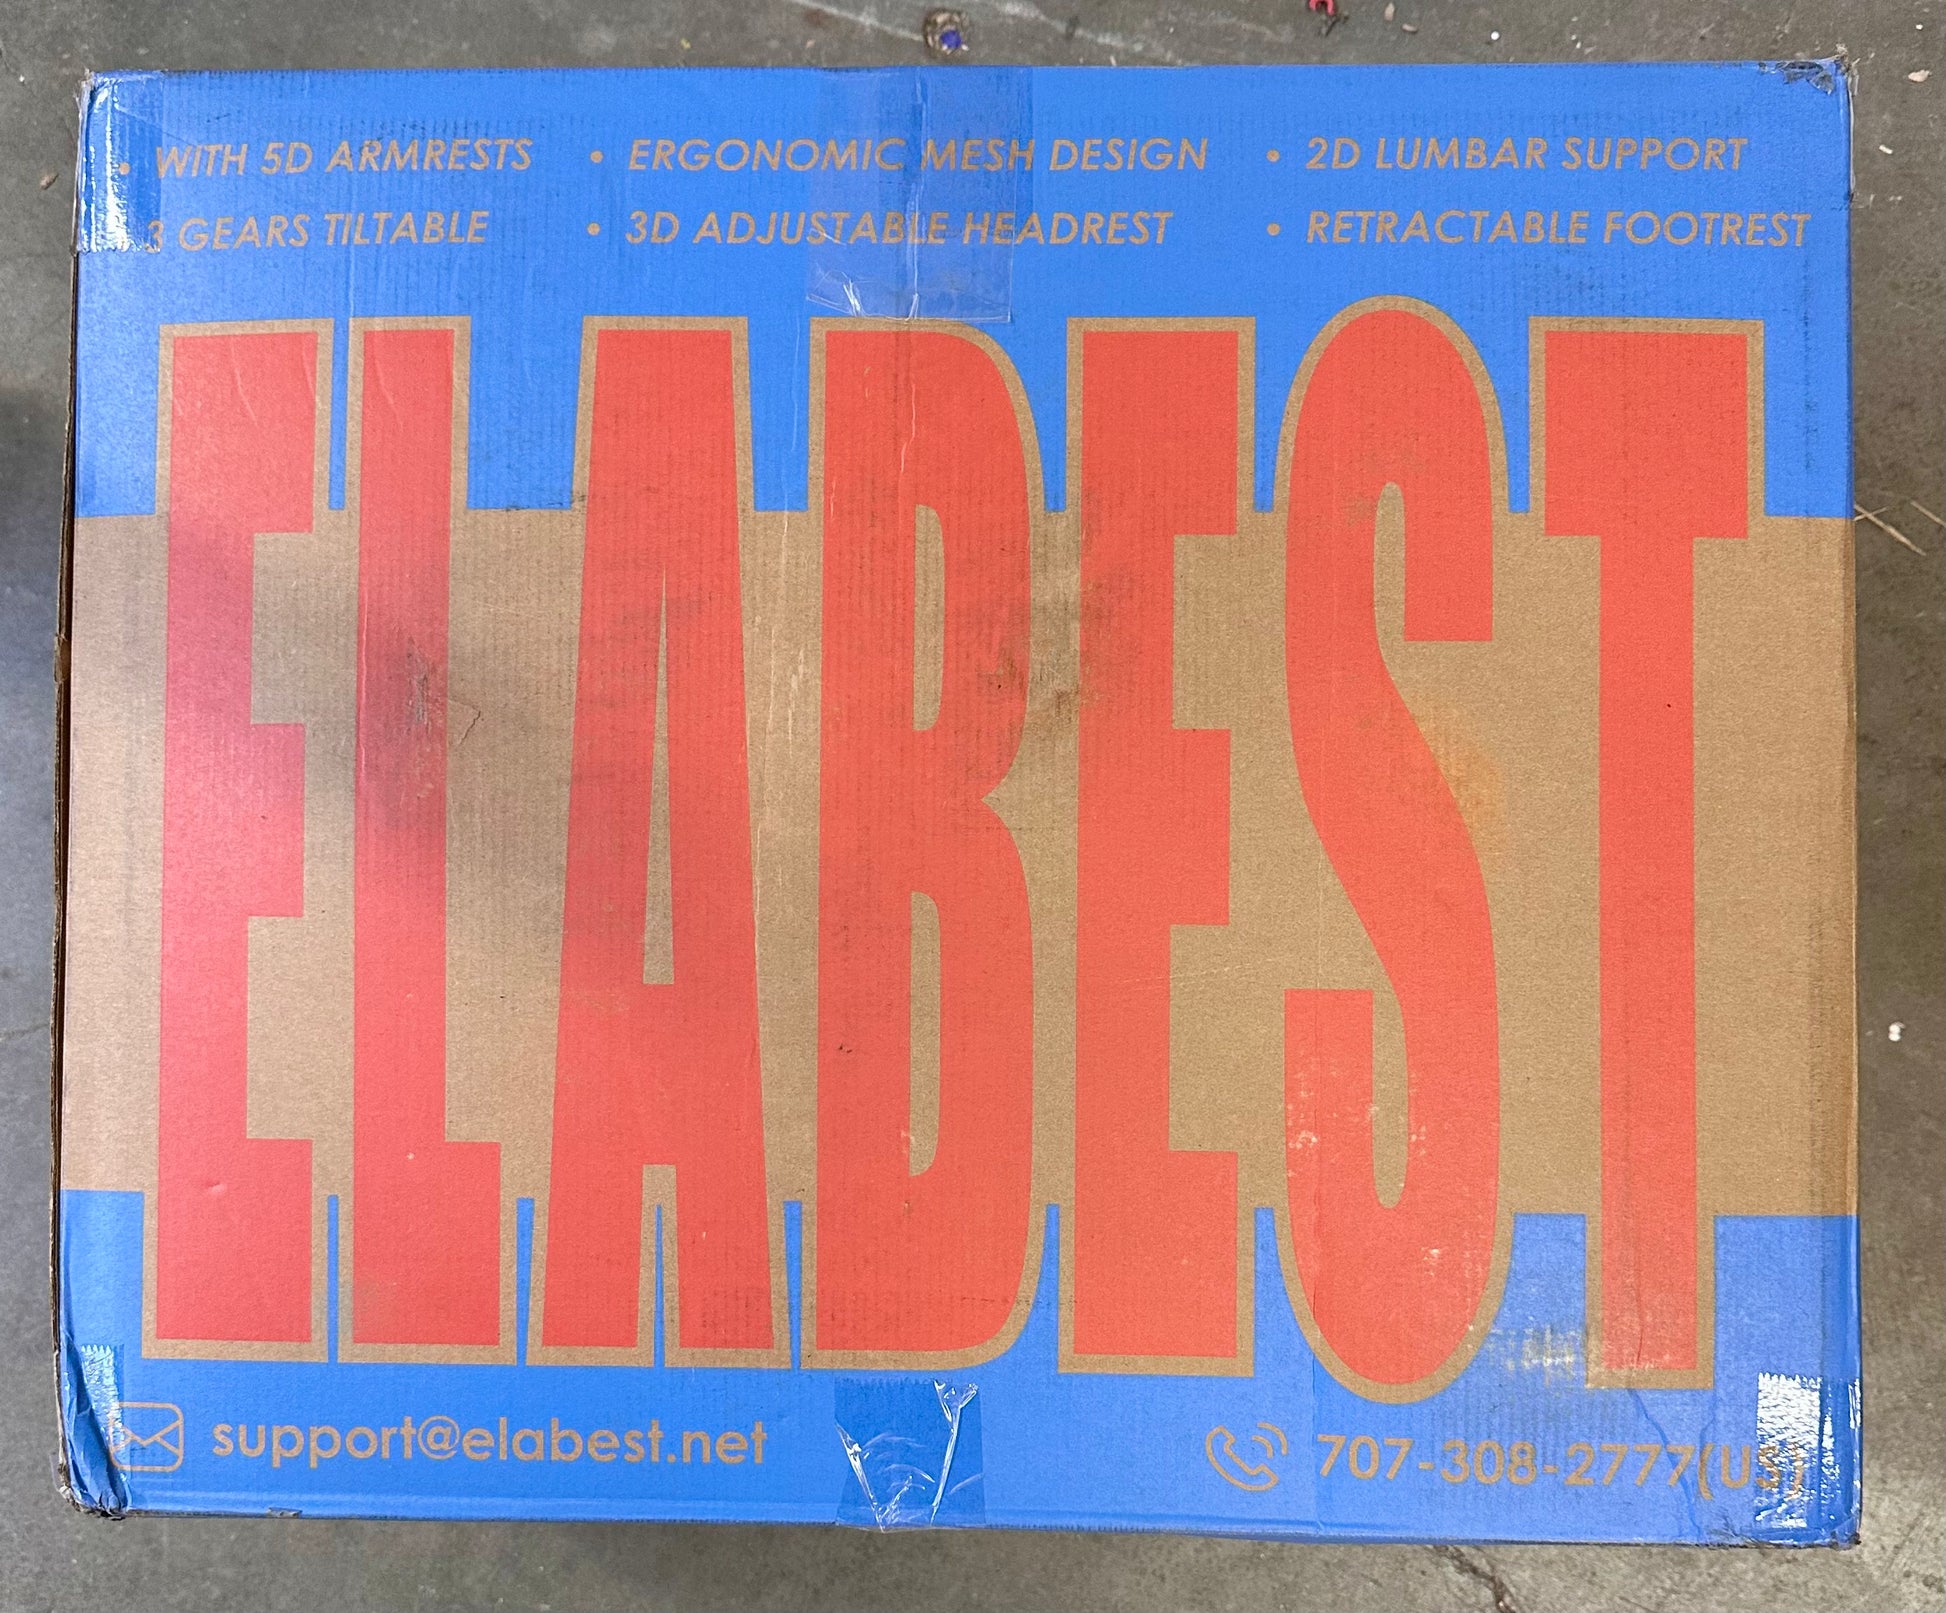 • WITH 5D ARMRESTS • ERGONOMIC MESH DESIGN • 2D LUMBAR SUPPORT
• 3 GEARS TILTABLE • 3D ADJUSTABLE HEADREST • RETRACTABLE FOOTREST
ELABEST
support@elabest.net 707-308-2777(US)